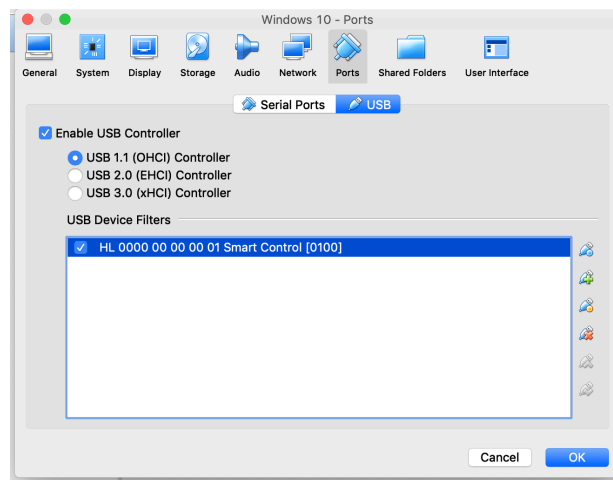 Windows 10 - Ports
General System Display Storage Audio Network Ports Shared Folders User Interface
Serial Ports USB
Enable USB Controller
USB 1.1 (OHCI) Controller
USB 2.0 (EHCI) Controller
USB 3.0 (xHCI) Controller
USB Device Filters
HL 0000 00 00 00 01 Smart Control [0100]
Cancel OK